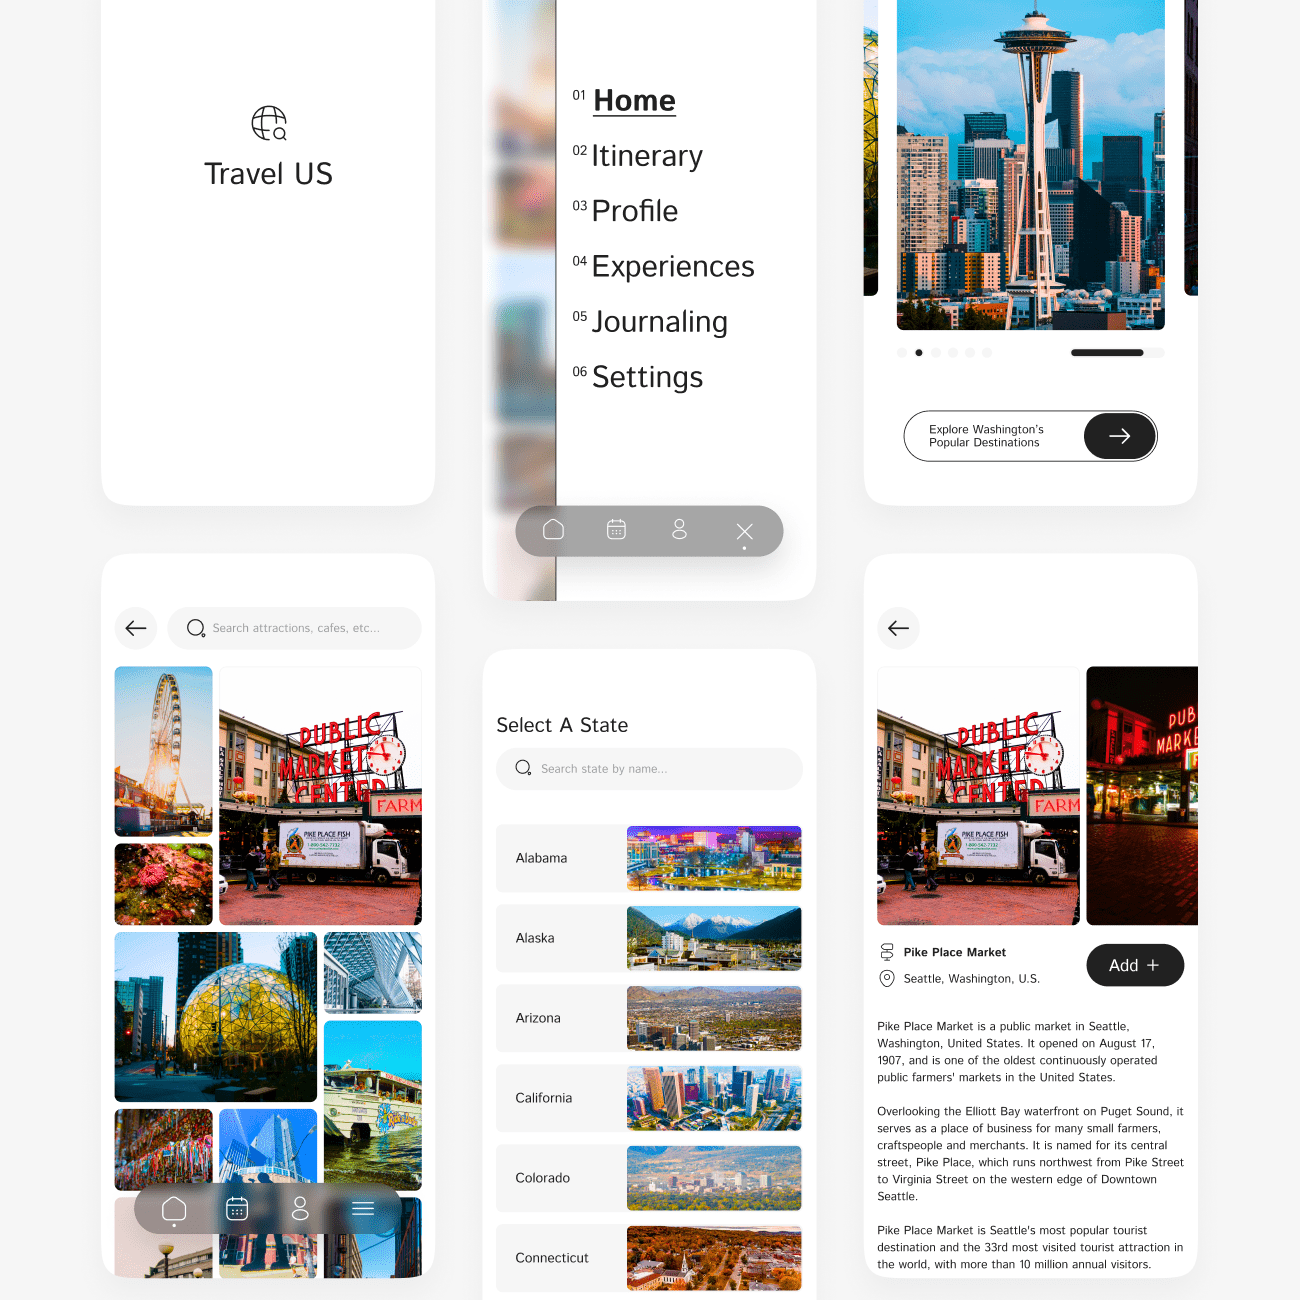 Travel US
01 Home
02 Itinerary
03 Profile
04 Experiences
05 Journaling
06 Settings
Explore Washington's
Popular Destinations
Search attractions, cafes, etc...
PUBLIC
MARKET
CENTER
FARM
PIKE PLACE FISH
Select A State
Search state by name...
Alabama
Alaska
Arizona
California
Colorado
Connecticut
PUBLIC
MARKET
CENTER
FARM
PIKE PLACE FISH
PUB
MARK
Pike Place Market
Seattle, Washington, U.S.
Add +
Pike Place Market is a public market in Seattle,
Washington, United States. It opened on August 17,
1907, and is one of the oldest continuously operated
public farmers' markets in the United States.
Overlooking the Elliott Bay waterfront on Puget Sound, it
serves as a place of business for many small farmers,
craftspeople and merchants. It is named for its central
street, Pike Place, which runs northwest from Pike Street
to Virginia Street on the western edge of Downtown
Seattle.
Pike Place Market is Seattle's most popular tourist
destination and the 33rd most visited tourist attraction in
the world, with more than 10 million annual visitors.